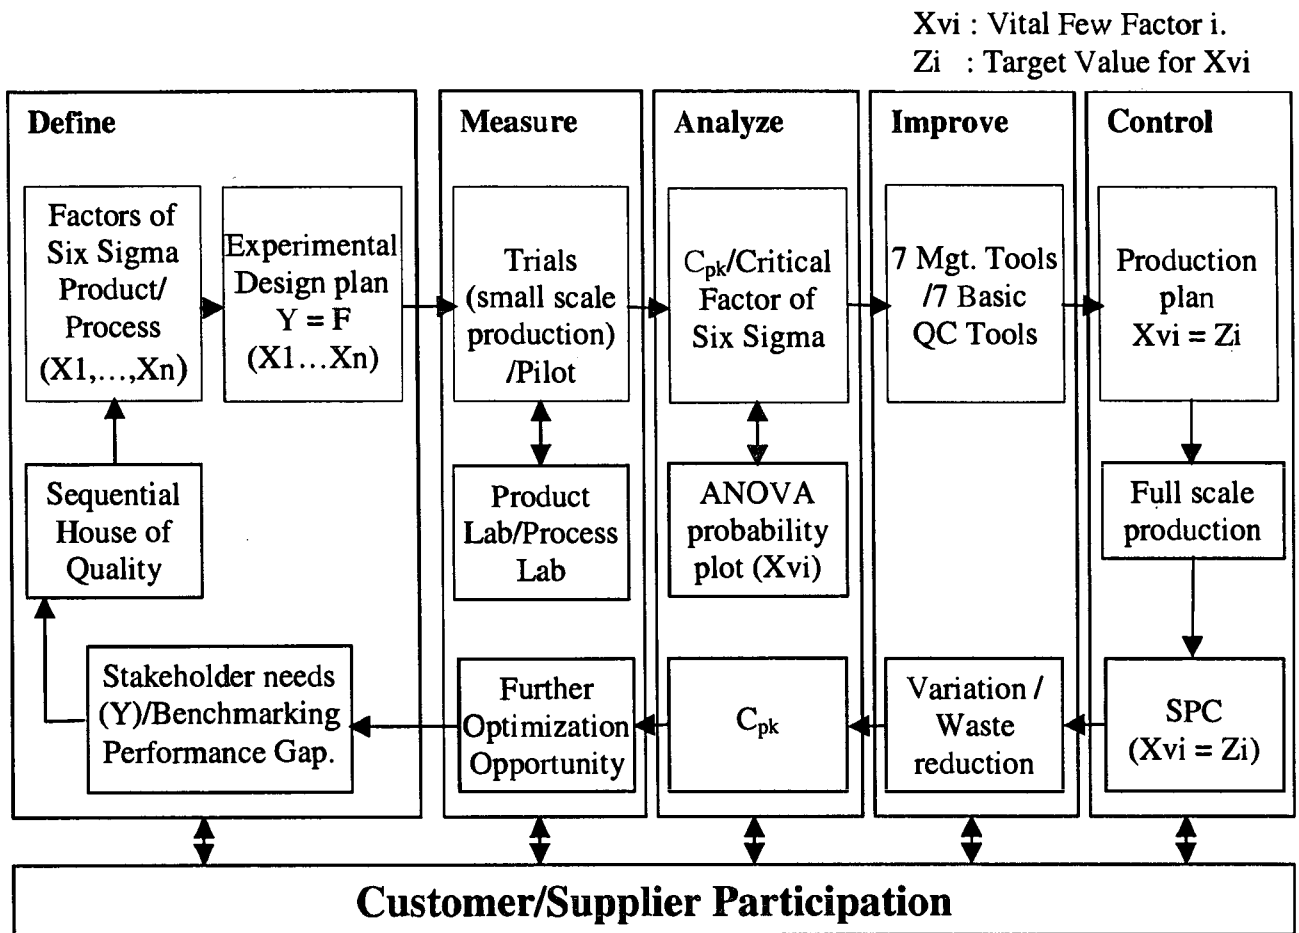 Xvi : Vital Few Factor i.
Zi : Target Value for Xvi
Define
Factors of
Six Sigma
Product/
Process
(X1,...,Xn)
Experimental
Design plan
Y = F
(X1...Xn)
Sequential
House of
Quality
Stakeholder needs
(Y)/Benchmarking
Performance Gap.
Measure
Trials
(small scale
production)
/Pilot
Product
Lab/Process
Lab
Further
Optimization
Opportunity
Analyze
Cpk/Critical
Factor of
Six Sigma
ANOVA
probability
plot (Xvi)
Cpk
Improve
7 Mgt. Tools
/7 Basic
QC Tools
Variation /
Waste
reduction
Control
Production
plan
Xvi = Zi
Full scale
production
SPC
(Xvi = Zi)
Customer/Supplier Participation